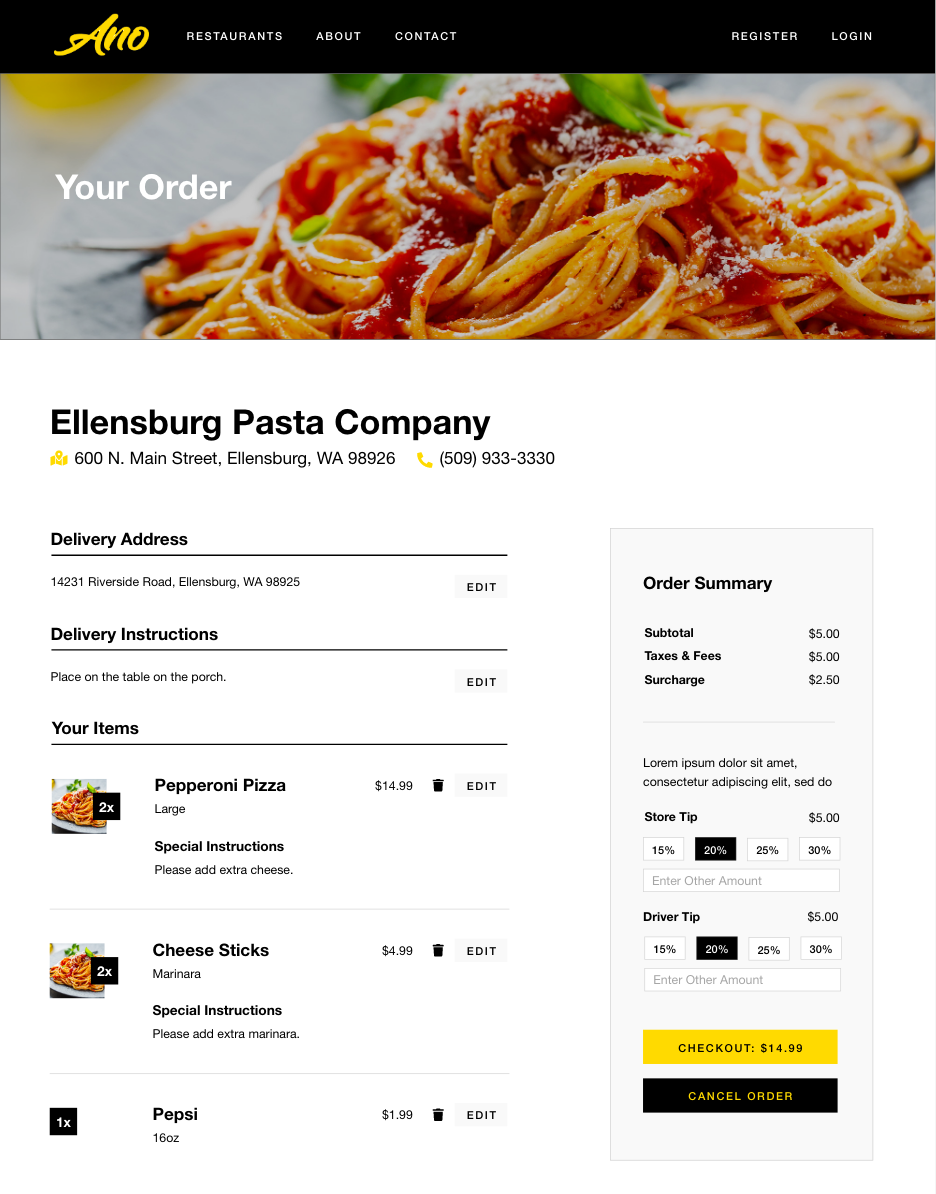 Ano
RESTAURANTS ABOUT CONTACT REGISTER LOGIN
Your Order
Ellensburg Pasta Company
600 N. Main Street, Ellensburg, WA 98926 (509) 933-3330
Delivery Address
14231 Riverside Road, Ellensburg, WA 98925
EDIT
Delivery Instructions
Place on the table on the porch.
EDIT
Your Items
2x
Pepperoni Pizza $14.99 EDIT
Large
Special Instructions
Please add extra cheese.
2x
Cheese Sticks $4.99 EDIT
Marinara
Special Instructions
Please add extra marinara.
1x
Pepsi $1.99 EDIT
16oz
Order Summary
Subtotal $5.00
Taxes & Fees $5.00
Surcharge $2.50
Lorem ipsum dolor sit amet,
consectetur adipiscing elit, sed do
Store Tip $5.00
15% 20% 25% 30%
Enter Other Amount
Driver Tip $5.00
15% 20% 25% 30%
Enter Other Amount
CHECKOUT: $14.99
CANCEL ORDER